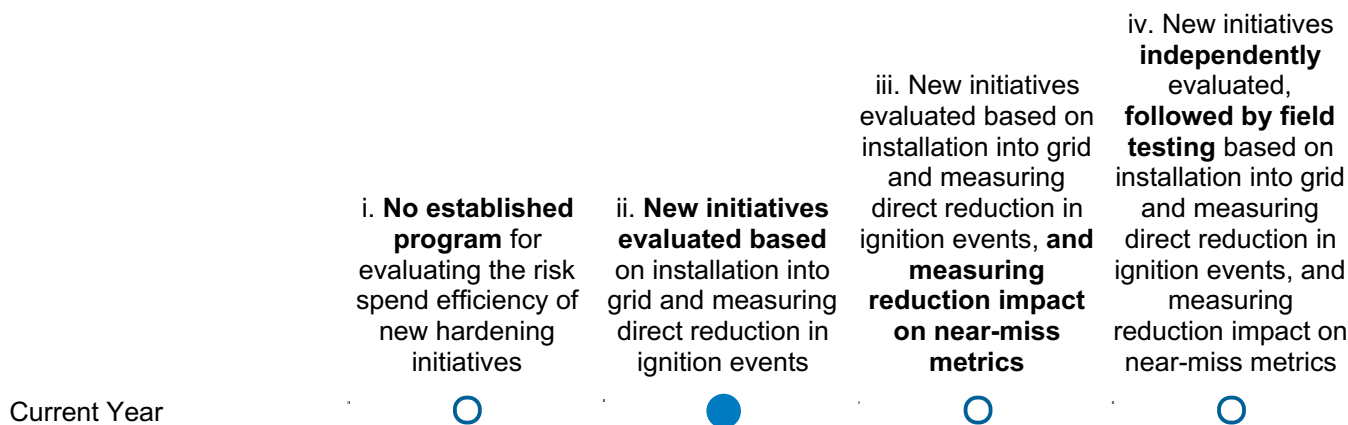 i. No established
program for
evaluating the risk
spend efficiency of
new hardening
initiatives
ii. New initiatives
evaluated based
on installation into
grid and measuring
direct reduction in
ignition events
iii. New initiatives
evaluated based on
installation into grid
and measuring
direct reduction in
ignition events, and
measuring
reduction impact
on near-miss
metrics
iv. New initiatives
independently
evaluated,
followed by field
testing based on
installation into grid
and measuring
direct reduction in
ignition events, and
measuring
reduction impact on
near-miss metrics
Current Year